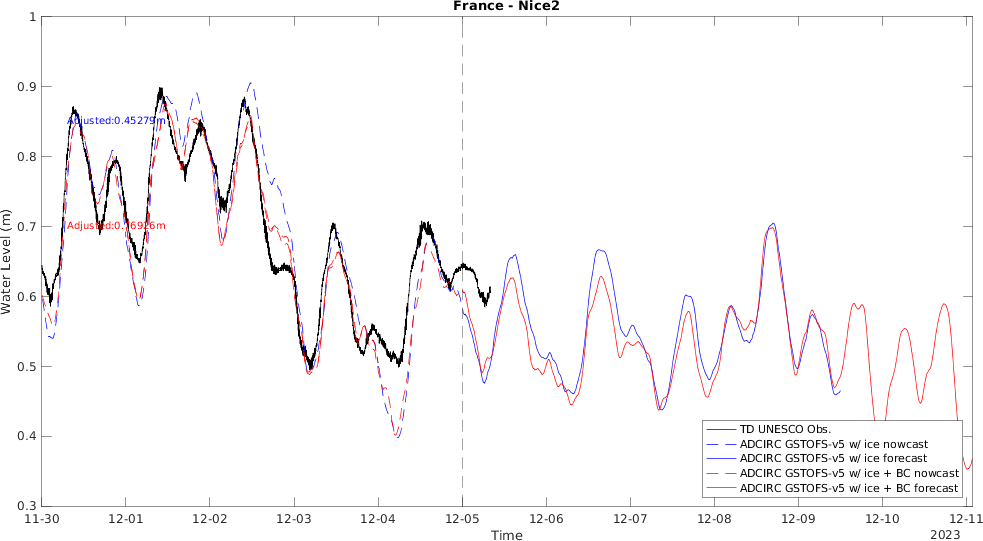 France - Nice2
1
0.9
0.8
0.7
0.6
0.5
0.4
0.3
Water Level (m)
Adjusted:0.45279m
Adjusted:0.76926m
TD UNESCO Obs.
ADCIRC GSTOFS-v5 w/ ice nowcast
ADCIRC GSTOFS-v5 w/ ice forecast
ADCIRC GSTOFS-v5 w/ ice + BC nowcast
ADCIRC GSTOFS-v5 w/ ice + BC forecast
11-30 12-01 12-02 12-03 12-04 12-05 12-06 12-07 12-08 12-09 12-10 12-11
Time
2023